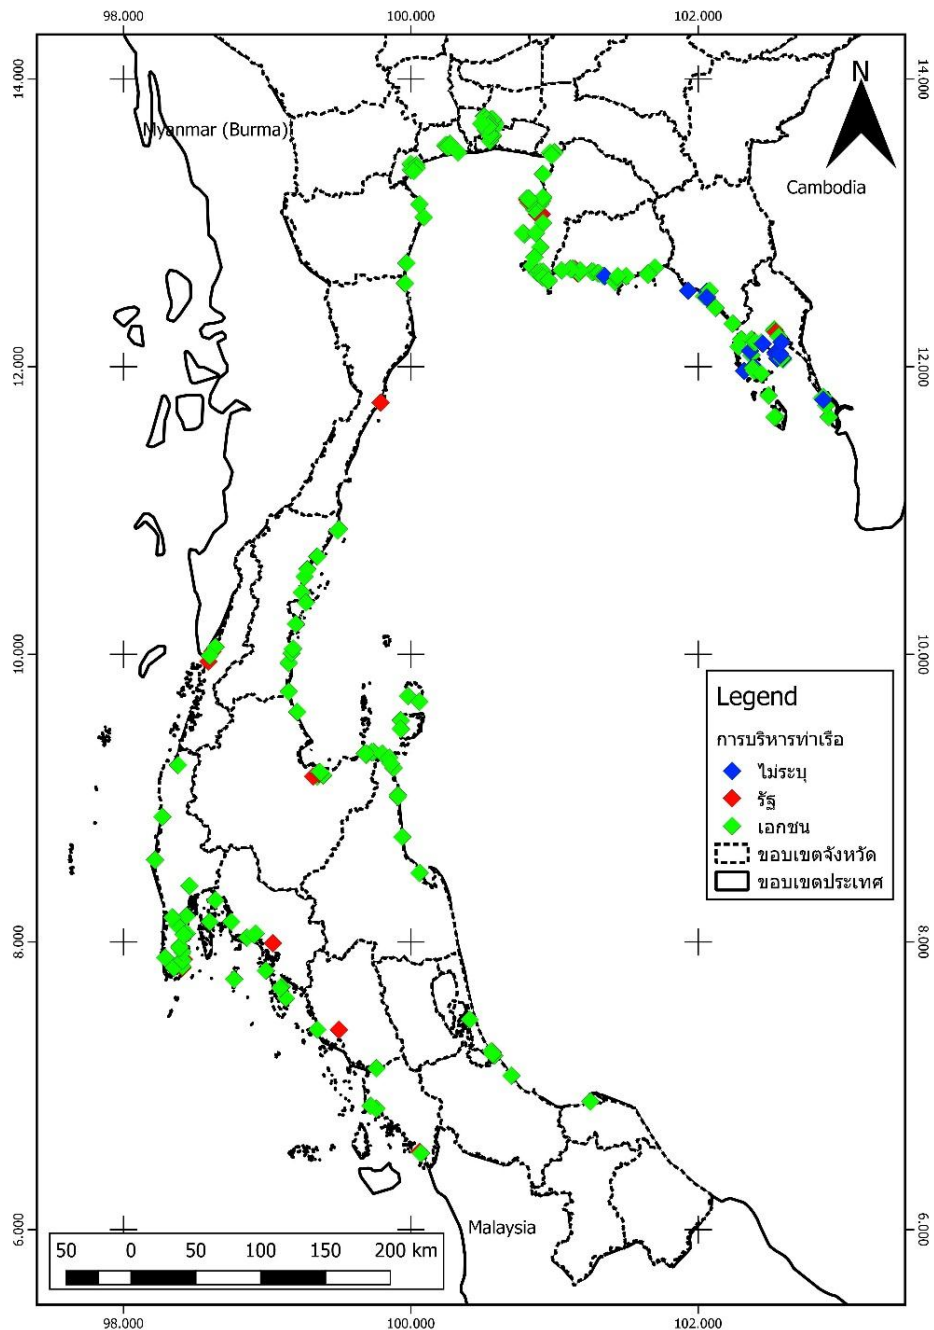 98.000 100.000 102.000
14.000 14.000
N
Myanmar (Burma)
Cambodia
12.000 12.000
10.000 10.000
Legend
การบริหารท่าเรือ
ไม่ระบุ
รัฐ
เอกชน
ขอบเขตจังหวัด
ขอบเขตประเทศ
8.000 8.000
Malaysia
6.000 6.000
50 0 50 100 150 200 km
98.000 100.000 102.000